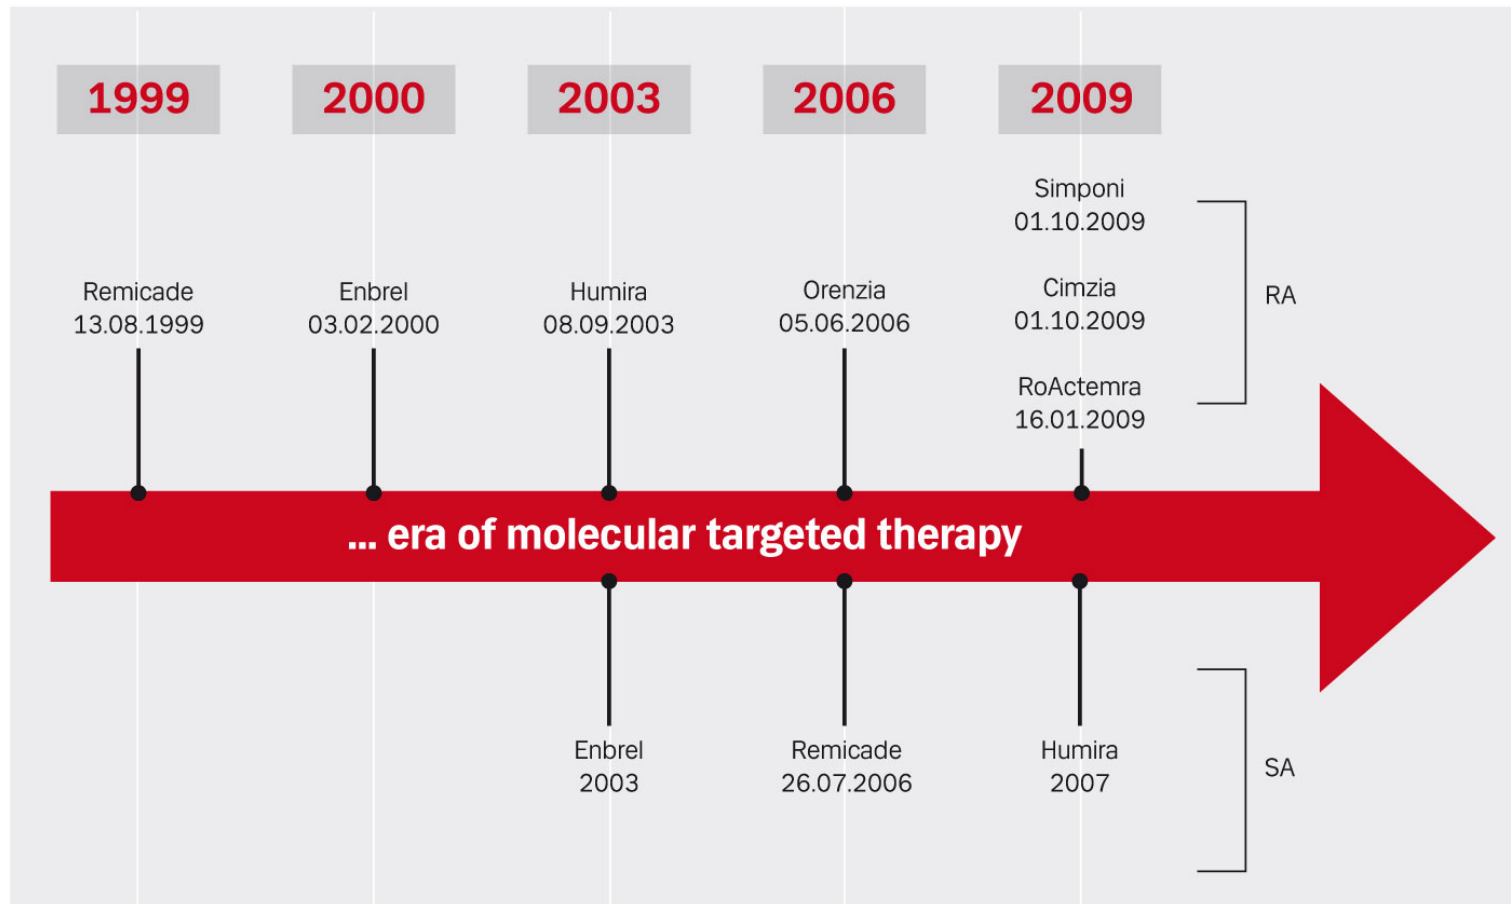 1999
2000
2003
2006
2009
Simponi
01.10.2009
Remicade
13.08.1999
Enbrel
03.02.2000
Humira
08.09.2003
Orenzia
05.06.2006
Cimzia
01.10.2009
RoActemra
16.01.2009
RA
... era of molecular targeted therapy
Enbrel
2003
Remicade
26.07.2006
Humira
2007
SA